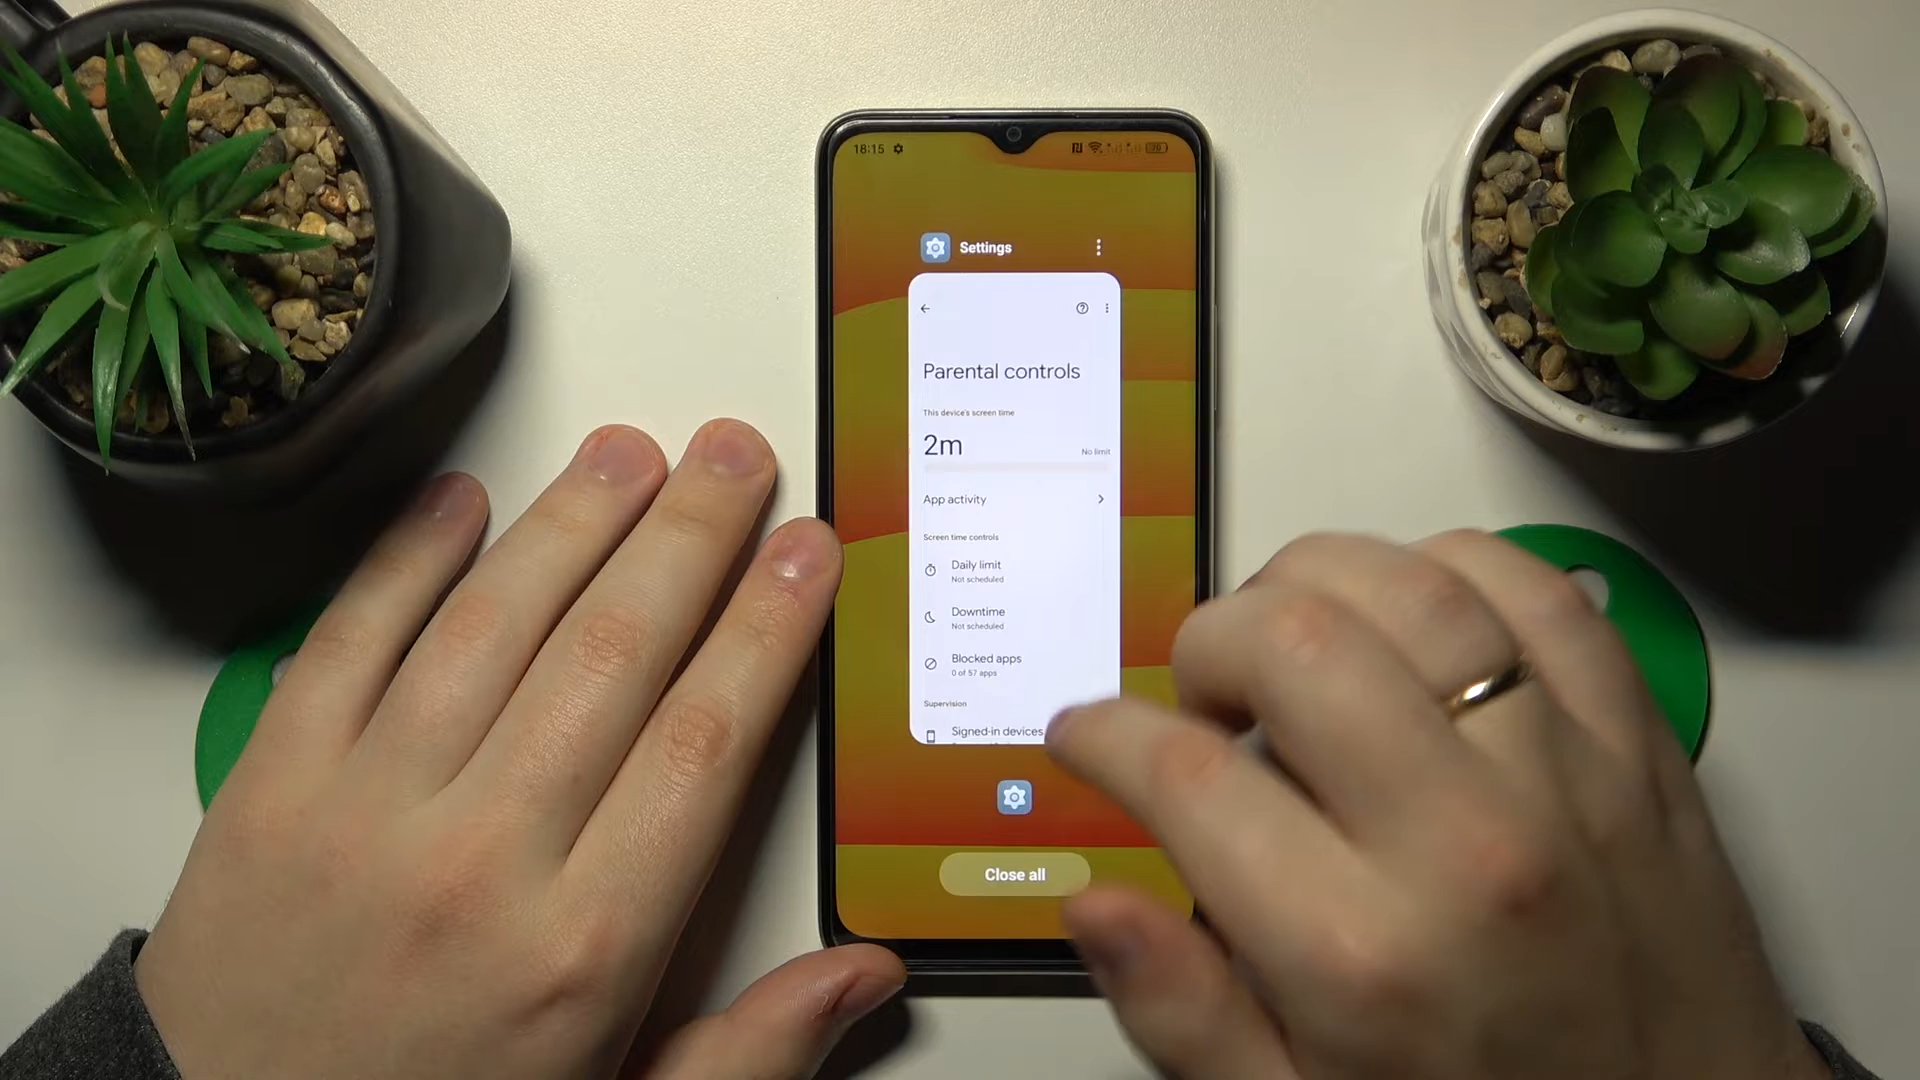 18:15
Settings
Parental controls
This device's screen time
2m
No limit
App activity
Screen time controls
Daily limit
Not scheduled
Downtime
Not scheduled
Blocked apps
0 of 57 apps
Supervision
Signed-in devices
Close all